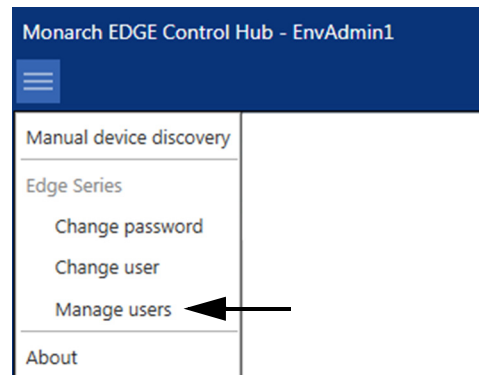 Monarch EDGE Control Hub - EnvAdmin1
Manual device discovery
Edge Series
Change password
Change user
Manage users
About